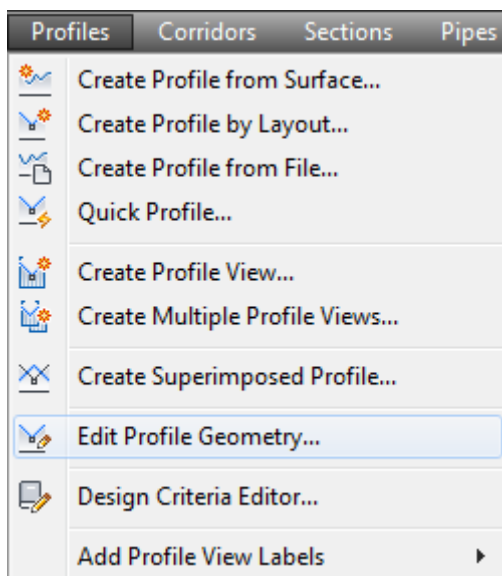 Profiles Corridors Sections Pipes
Create Profile from Surface...
Create Profile by Layout...
Create Profile from File...
Quick Profile...
Create Profile View...
Create Multiple Profile Views...
Create Superimposed Profile...
Edit Profile Geometry...
Design Criteria Editor...
Add Profile View Labels